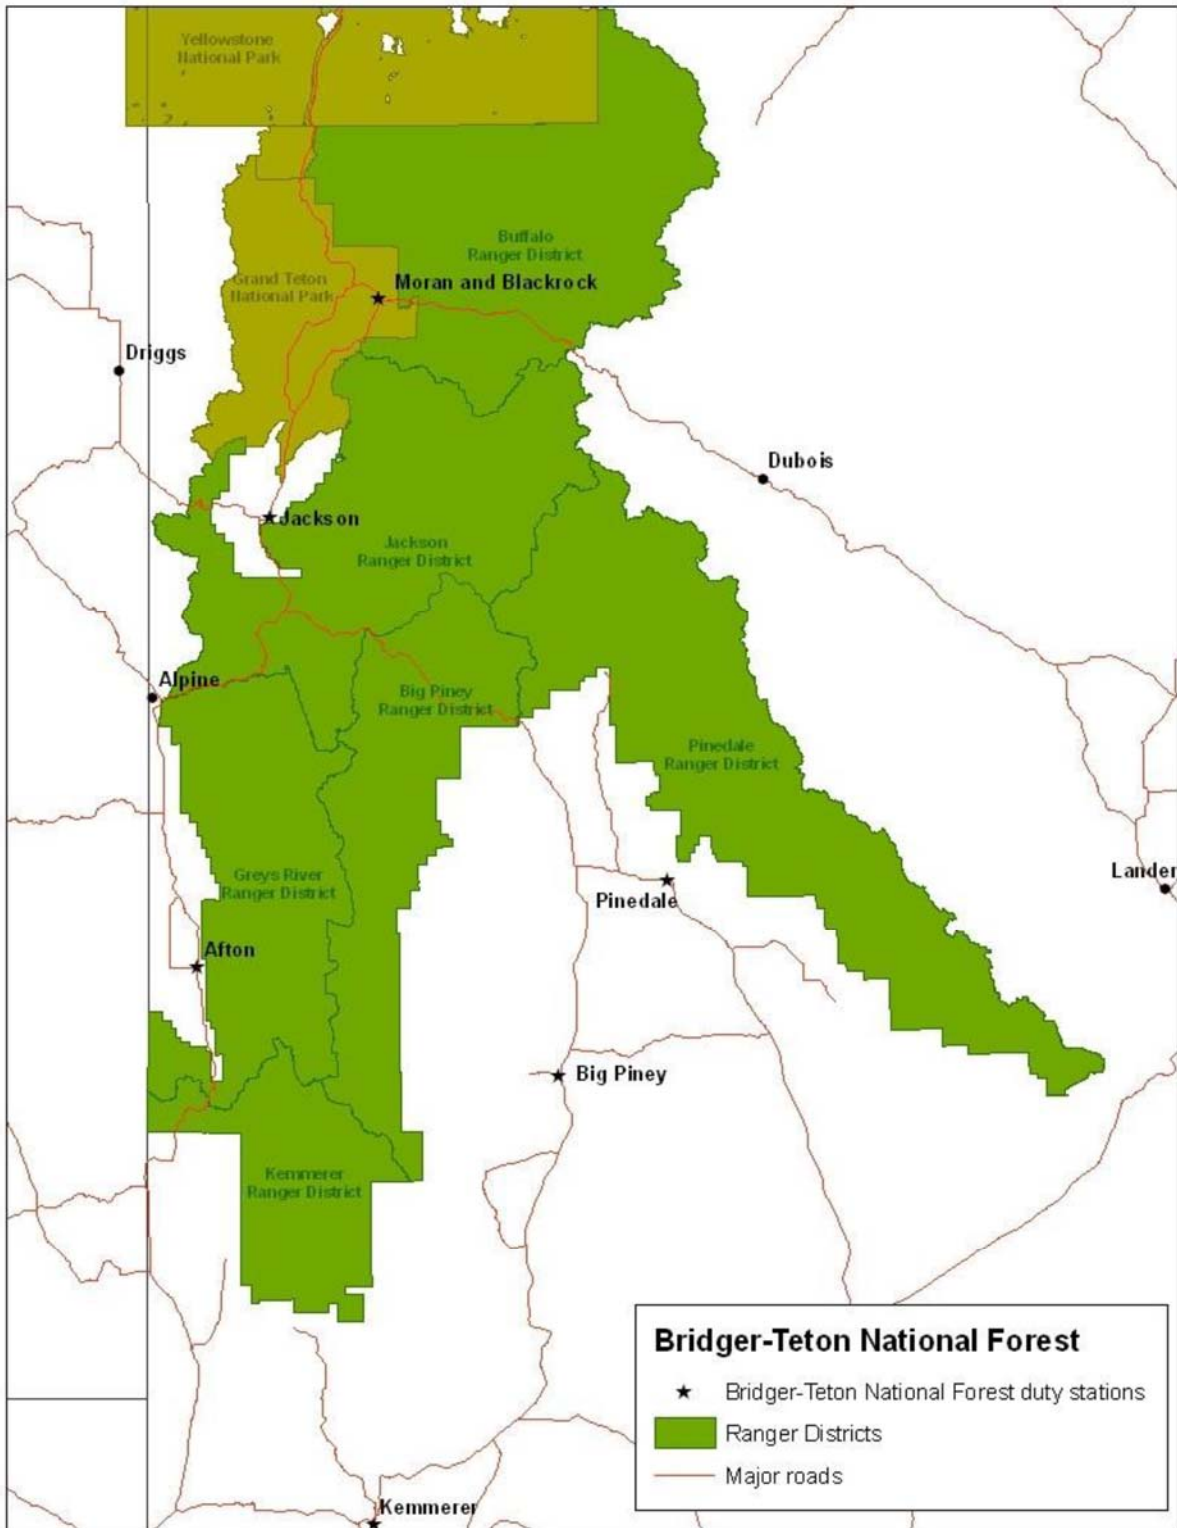 Yellowstone
National Park
Buffalo
Ranger District
Grand Teton
National Park
Moran and Blackrock
Driggs
Dubois
Jackson
Jackson
Ranger District
Alpine
Big Piney
Ranger District
Pinedale
Ranger District
Greys River
Ranger District
Lander
Pinedale
Afton
Big Piney
Kemmerer
Ranger District
Bridger-Teton National Forest
Bridger-Teton National Forest duty stations
Ranger Districts
Major roads
Kemmerer